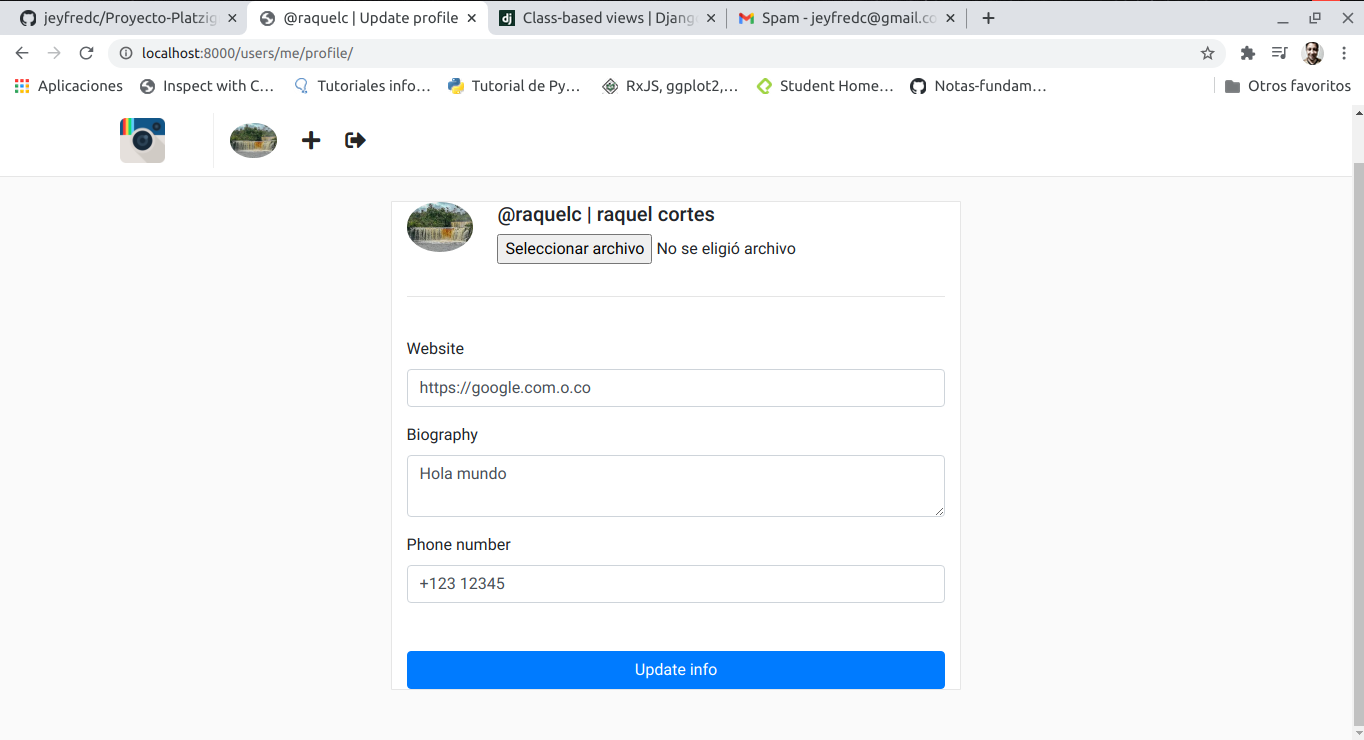 jeyfredc/Proyecto-Platzig
@raquelc | Update profile
Class-based views | Django
Spam - jeyfredc@gmail.co
localhost:8000/users/me/profile/
Aplicaciones
Inspect with C...
Tutoriales info...
Tutorial de Py...
RxJS, ggplot2,...
Student Home...
Notas-fundam...
Otros favoritos
@raquelc | raquel cortes
Seleccionar archivo No se eligió archivo
Website
https://google.com.o.co
Biography
Hola mundo
Phone number
+123 12345
Update info